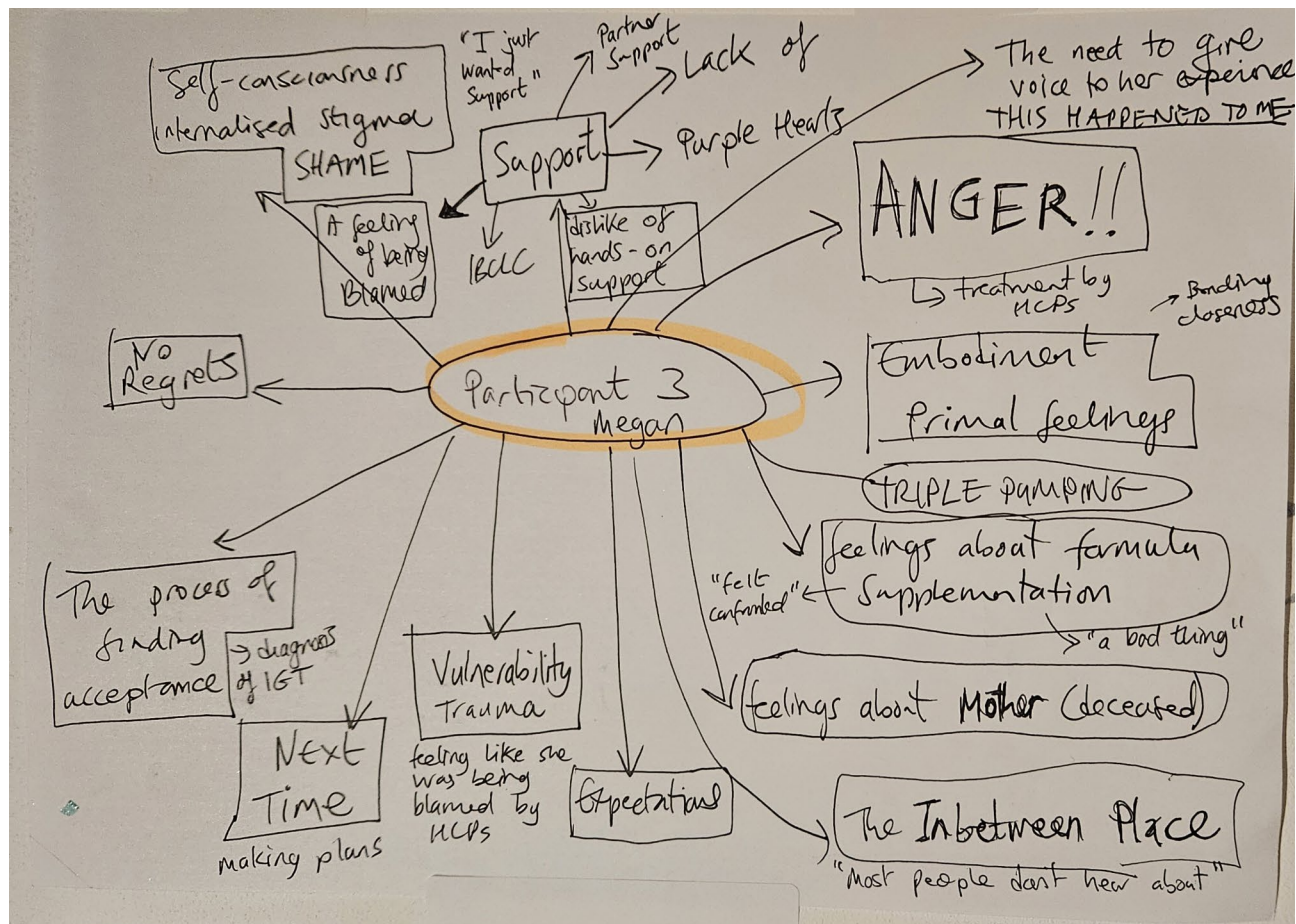 Self-consciousness
internalised stigma
SHAME
"I just
wanted
support"
Partner
Support
Lack of
Support
Purple Hearts
IBCLC
dislike of
hands-on
support
A feeling
of being
Blamed
The need to give
voice to her experience
THIS HAPPENED TO ME
ANGER!!
treatment by
HCPs
Bonding
closeness
Embodiment
Primal feelings
No
Regrets
Participant 3
Megan
TRIPLE PUMPING
feelings about formula
supplementation
"felt
confronted"
"a bad thing"
feelings about Mother (deceased)
The process of
finding
acceptance
diagnosis
of IGT
Next
Time
making plans
Vulnerability
Trauma
feeling like she
was being
blamed by
HCPs
Expectations
The Inbetween Place
"Most people don't hear about"